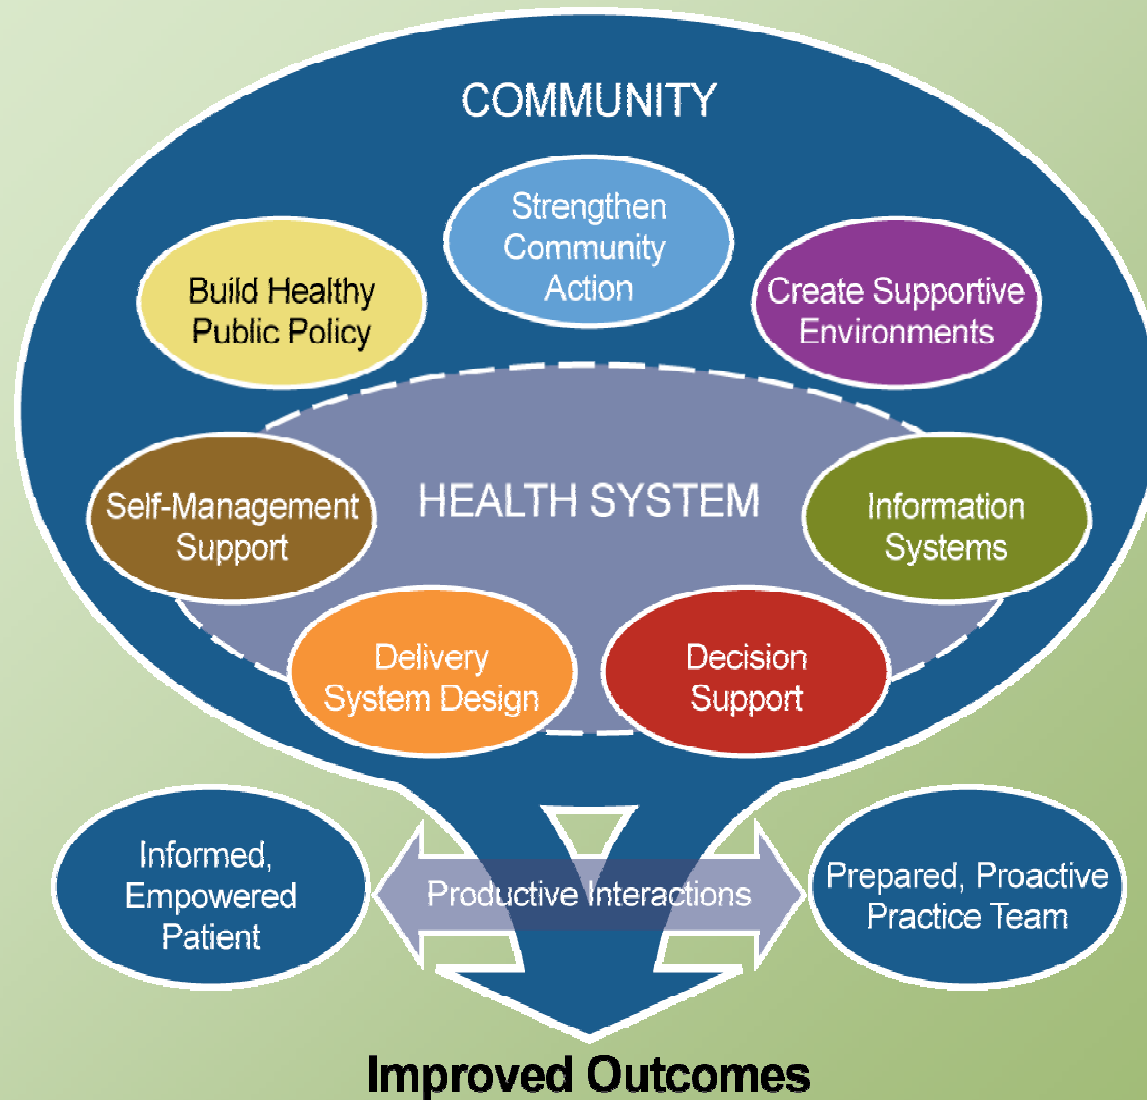 COMMUNITY
Strengthen
Community
Action
Build Healthy
Public Policy
Create Supportive
Environments
Self-Management
Support
HEALTH SYSTEM
Information
Systems
Delivery
System Design
Decision
Support
Informed,
Empowered
Patient
Productive Interactions
Prepared, Proactive
Practice Team
Improved Outcomes